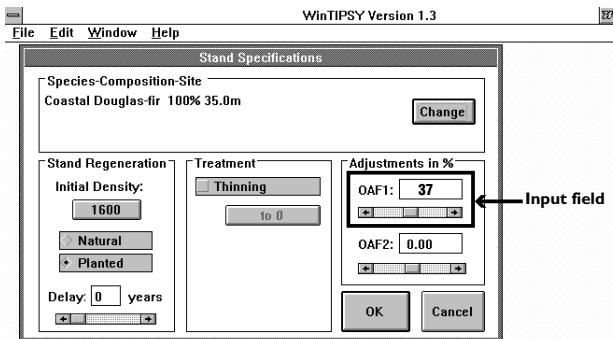 WinTIPSY Version 1.3
File Edit Window Help
Stand Specifications
Species-Composition-Site
Coastal Douglas-fir 100% 35.0m
Change
Stand Regeneration
Initial Density:
1600
Natural
Planted
Delay: 0 years
Treatment
Thinning
to 0
Adjustments in %
OAF1: 37
Input field
OAF2: 0.00
OK
Cancel